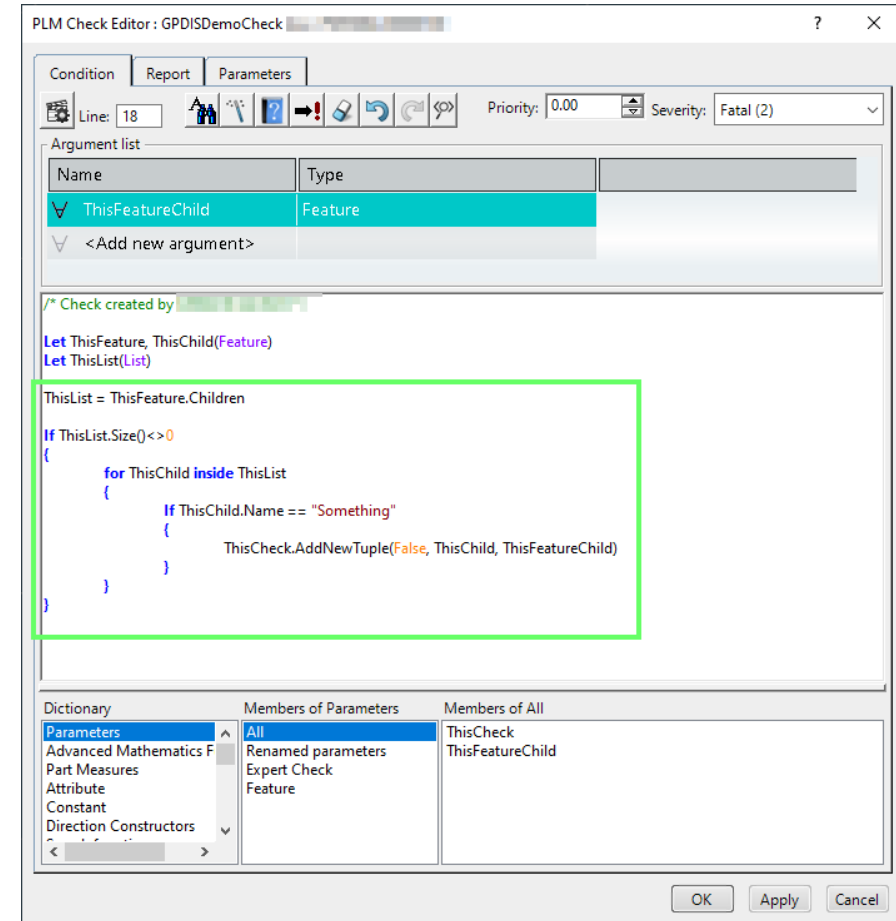 PLM Check Editor : GPDISDemoCheck
? ×
Condition Report Parameters
Line: 18 Priority: 0.00 Severity: Fatal (2)
Argument list
Name Type
∀ ThisFeatureChild Feature
∀ <Add new argument>
/* Check created by
Let ThisFeature, ThisChild(Feature)
Let ThisList(List)
ThisList = ThisFeature.Children
If ThisList.Size()<>0
{
for ThisChild inside ThisList
{
If ThisChild.Name == "Something"
{
ThisCheck.AddNewTuple(False, ThisChild, ThisFeatureChild)
}
}
}
Dictionary Members of Parameters Members of All
Parameters All ThisCheck
Advanced Mathematics F Renamed parameters ThisFeatureChild
Part Measures Expert Check
Attribute Feature
Constant
Direction Constructors
OK Apply Cancel